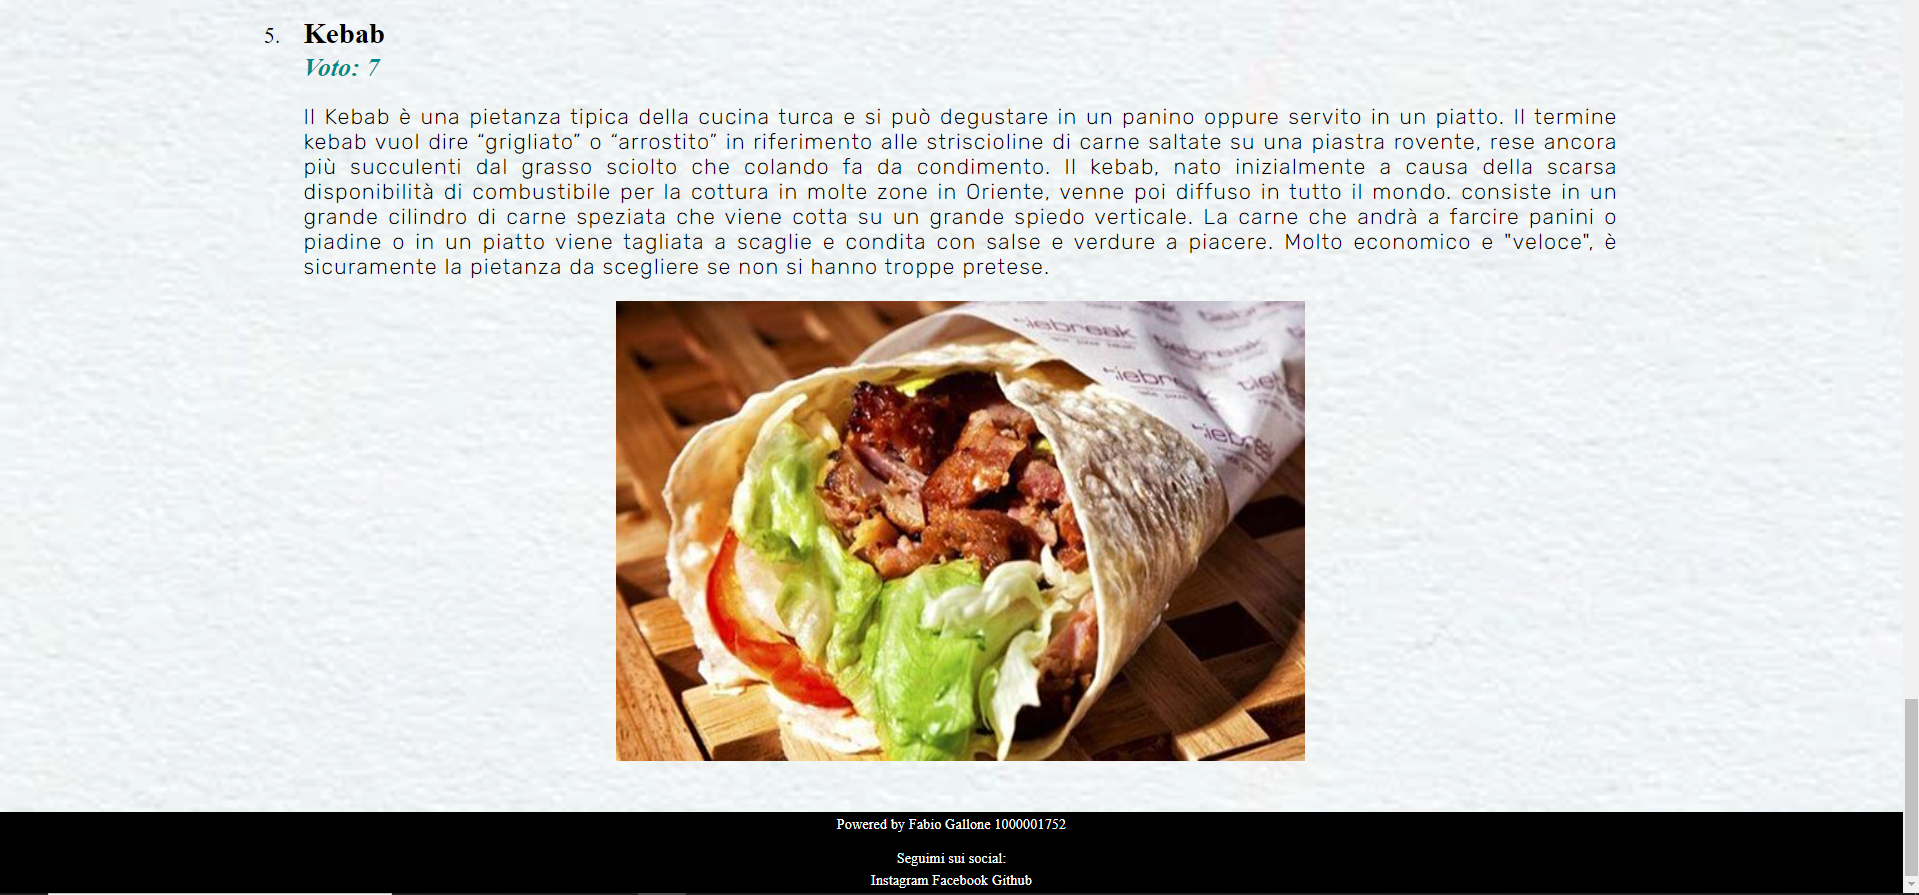 5. Kebab
Voto: 7
Il Kebab è una pietanza tipica della cucina turca e si può degustare in un panino oppure servito in un piatto. Il termine
kebab vuol dire “grigliato” o “arrostito” in riferimento alle striscioline di carne saltate su una piastra rovente, rese ancora
più succulenti dal grasso sciolto che colando fa da condimento. Il kebab, nato inizialmente a causa della scarsa
disponibilità di combustibile per la cottura in molte zone in Oriente, venne poi diffuso in tutto il mondo. consiste in un
grande cilindro di carne speziata che viene cotta su un grande spiedo verticale. La carne che andrà a farcire panini o
piadine o in un piatto viene tagliata a scaglie e condita con salse e verdure a piacere. Molto economico e "veloce", è
sicuramente la pietanza da scegliere se non si hanno troppe pretese.
Powered by Fabio Gallone 1000001752
Seguimi sui social:
Instagram Facebook Github